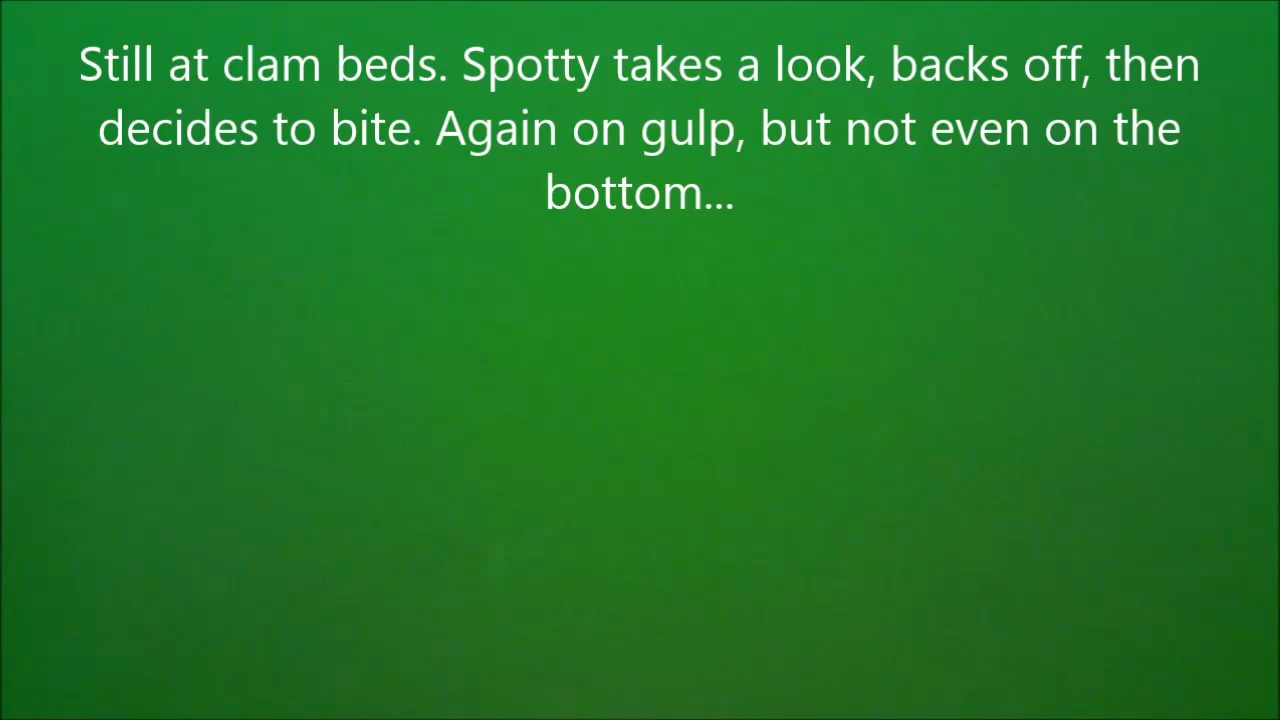 Still at clam beds. Spotty takes a look, backs off, then
decides to bite. Again on gulp, but not even on the
bottom...